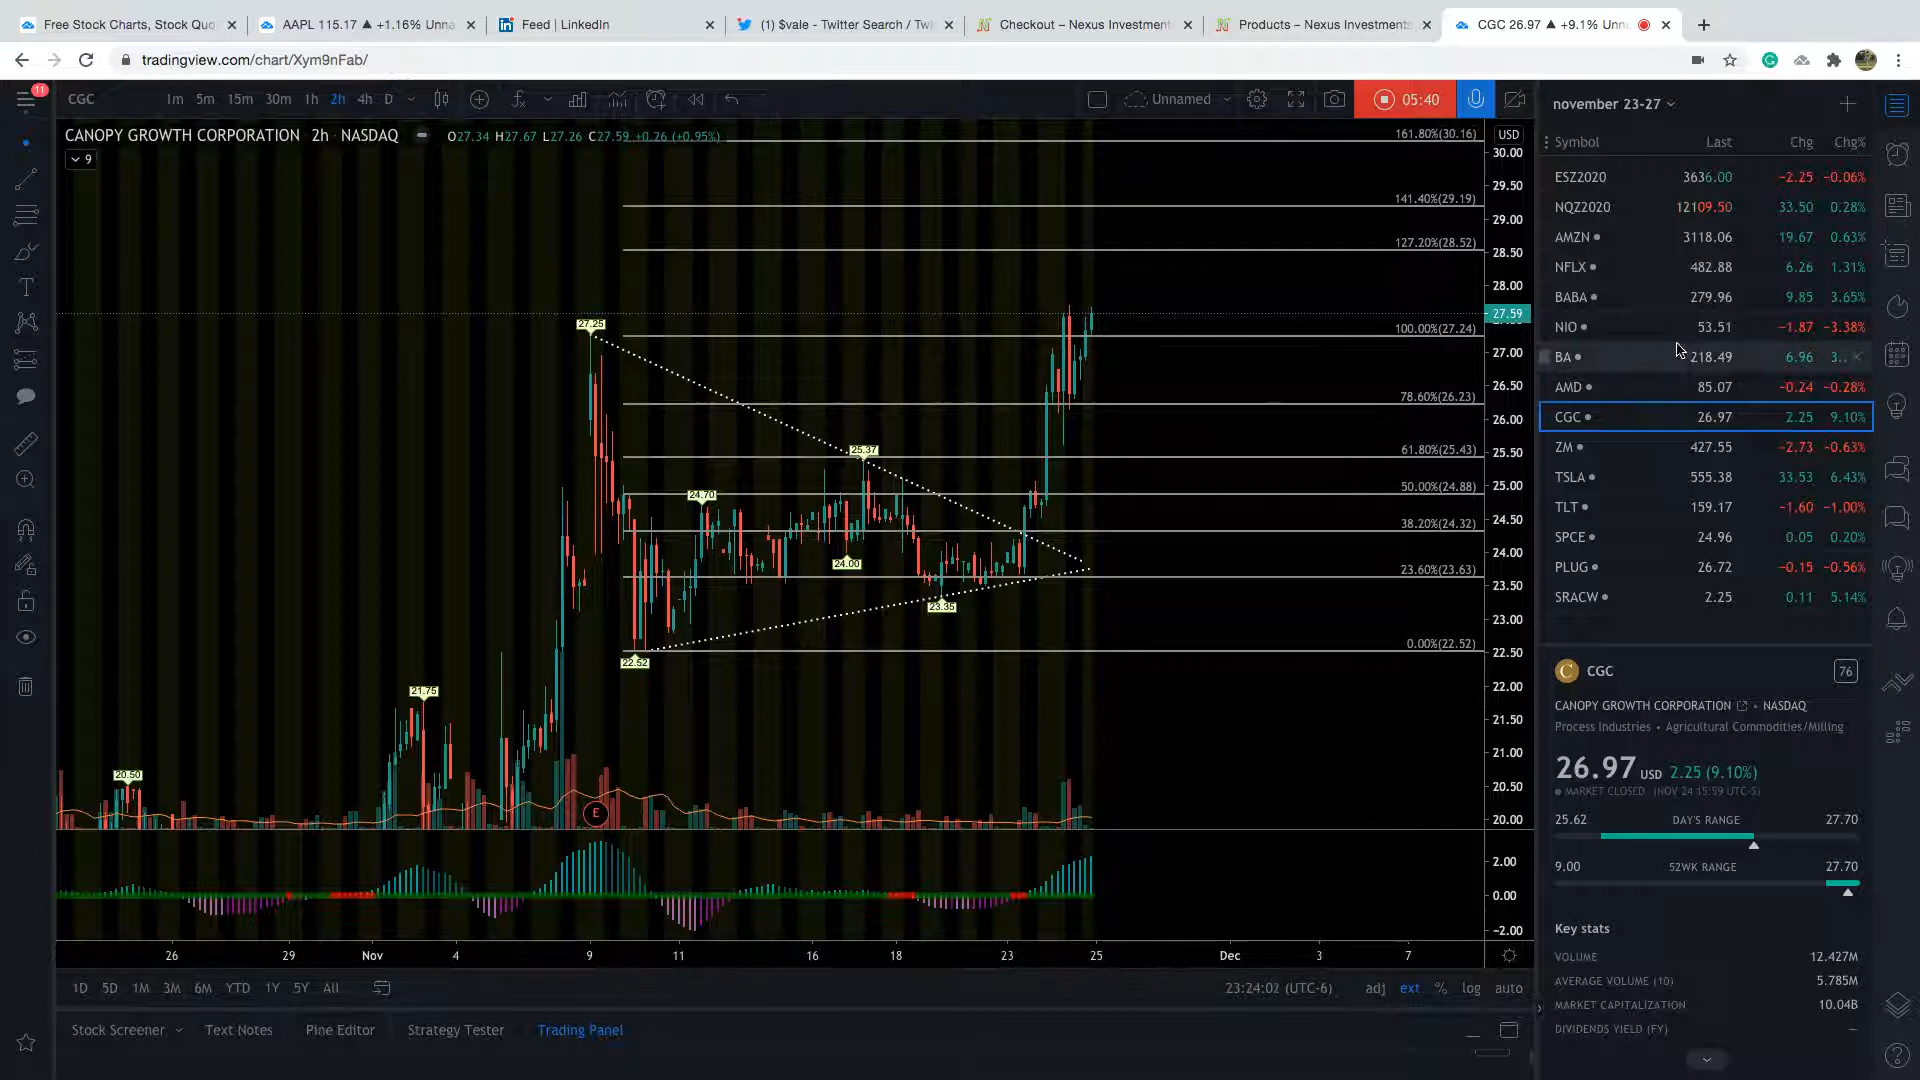 Free Stock Charts, Stock Quo
AAPL 115.17 ▲ +1.16% Unna
Feed | LinkedIn
(1) $vale - Twitter Search / Twi
Checkout – Nexus Investment
Products – Nexus Investments
CGC 26.97 ▲ +9.1% Unn
tradingview.com/chart/Xym9nFab/
11
CGC
1m 5m 15m 30m 1h 2h 4h D
Unnamed
05:40
november 23-27
CANOPY GROWTH CORPORATION 2h NASDAQ
O27.34 H27.67 L27.26 C27.59 +0.26 (+0.95%)
9
USD
161.80%(30.16)
141.40%(29.19)
127.20%(28.52)
100.00%(27.24)
78.60%(26.23)
61.80%(25.43)
50.00%(24.88)
38.20%(24.32)
23.60%(23.63)
0.00%(22.52)
27.25
25.37
24.70
24.00
23.35
22.52
21.75
20.50
E
30.00
29.50
29.00
28.50
28.00
27.59
27.00
26.50
26.00
25.50
25.00
24.50
24.00
23.50
23.00
22.50
22.00
21.50
21.00
20.50
20.00
2.00
0.00
−2.00
26 29 Nov 4 9 11 16 18 23 25 Dec 3 7
1D 5D 1M 3M 6M YTD 1Y 5Y All
23:24:02 (UTC-6) adj ext % log auto
Stock Screener Text Notes Pine Editor Strategy Tester Trading Panel
Symbol Last Chg Chg%
ESZ2020 3636.00 −2.25 −0.06%
NQZ2020 12109.50 33.50 0.28%
AMZN 3118.06 19.67 0.63%
NFLX 482.88 6.26 1.31%
BABA 279.96 9.85 3.65%
NIO 53.51 −1.87 −3.38%
BA 218.49 6.96 3..
AMD 85.07 −0.24 −0.28%
CGC 26.97 2.25 9.10%
ZM 427.55 −2.73 −0.63%
TSLA 555.38 33.53 6.43%
TLT 159.17 −1.60 −1.00%
SPCE 24.96 0.05 0.20%
PLUG 26.72 −0.15 −0.56%
SRACW 2.25 0.11 5.14%
C CGC 76
CANOPY GROWTH CORPORATION • NASDAQ
Process Industries • Agricultural Commodities/Milling
26.97 USD 2.25 (9.10%)
MARKET CLOSED (NOV 24 15:59 UTC-5)
25.62 DAY'S RANGE 27.70
9.00 52WK RANGE 27.70
Key stats
VOLUME 12.427M
AVERAGE VOLUME (10) 5.785M
MARKET CAPITALIZATION 10.04B
DIVIDENDS YIELD (FY) —